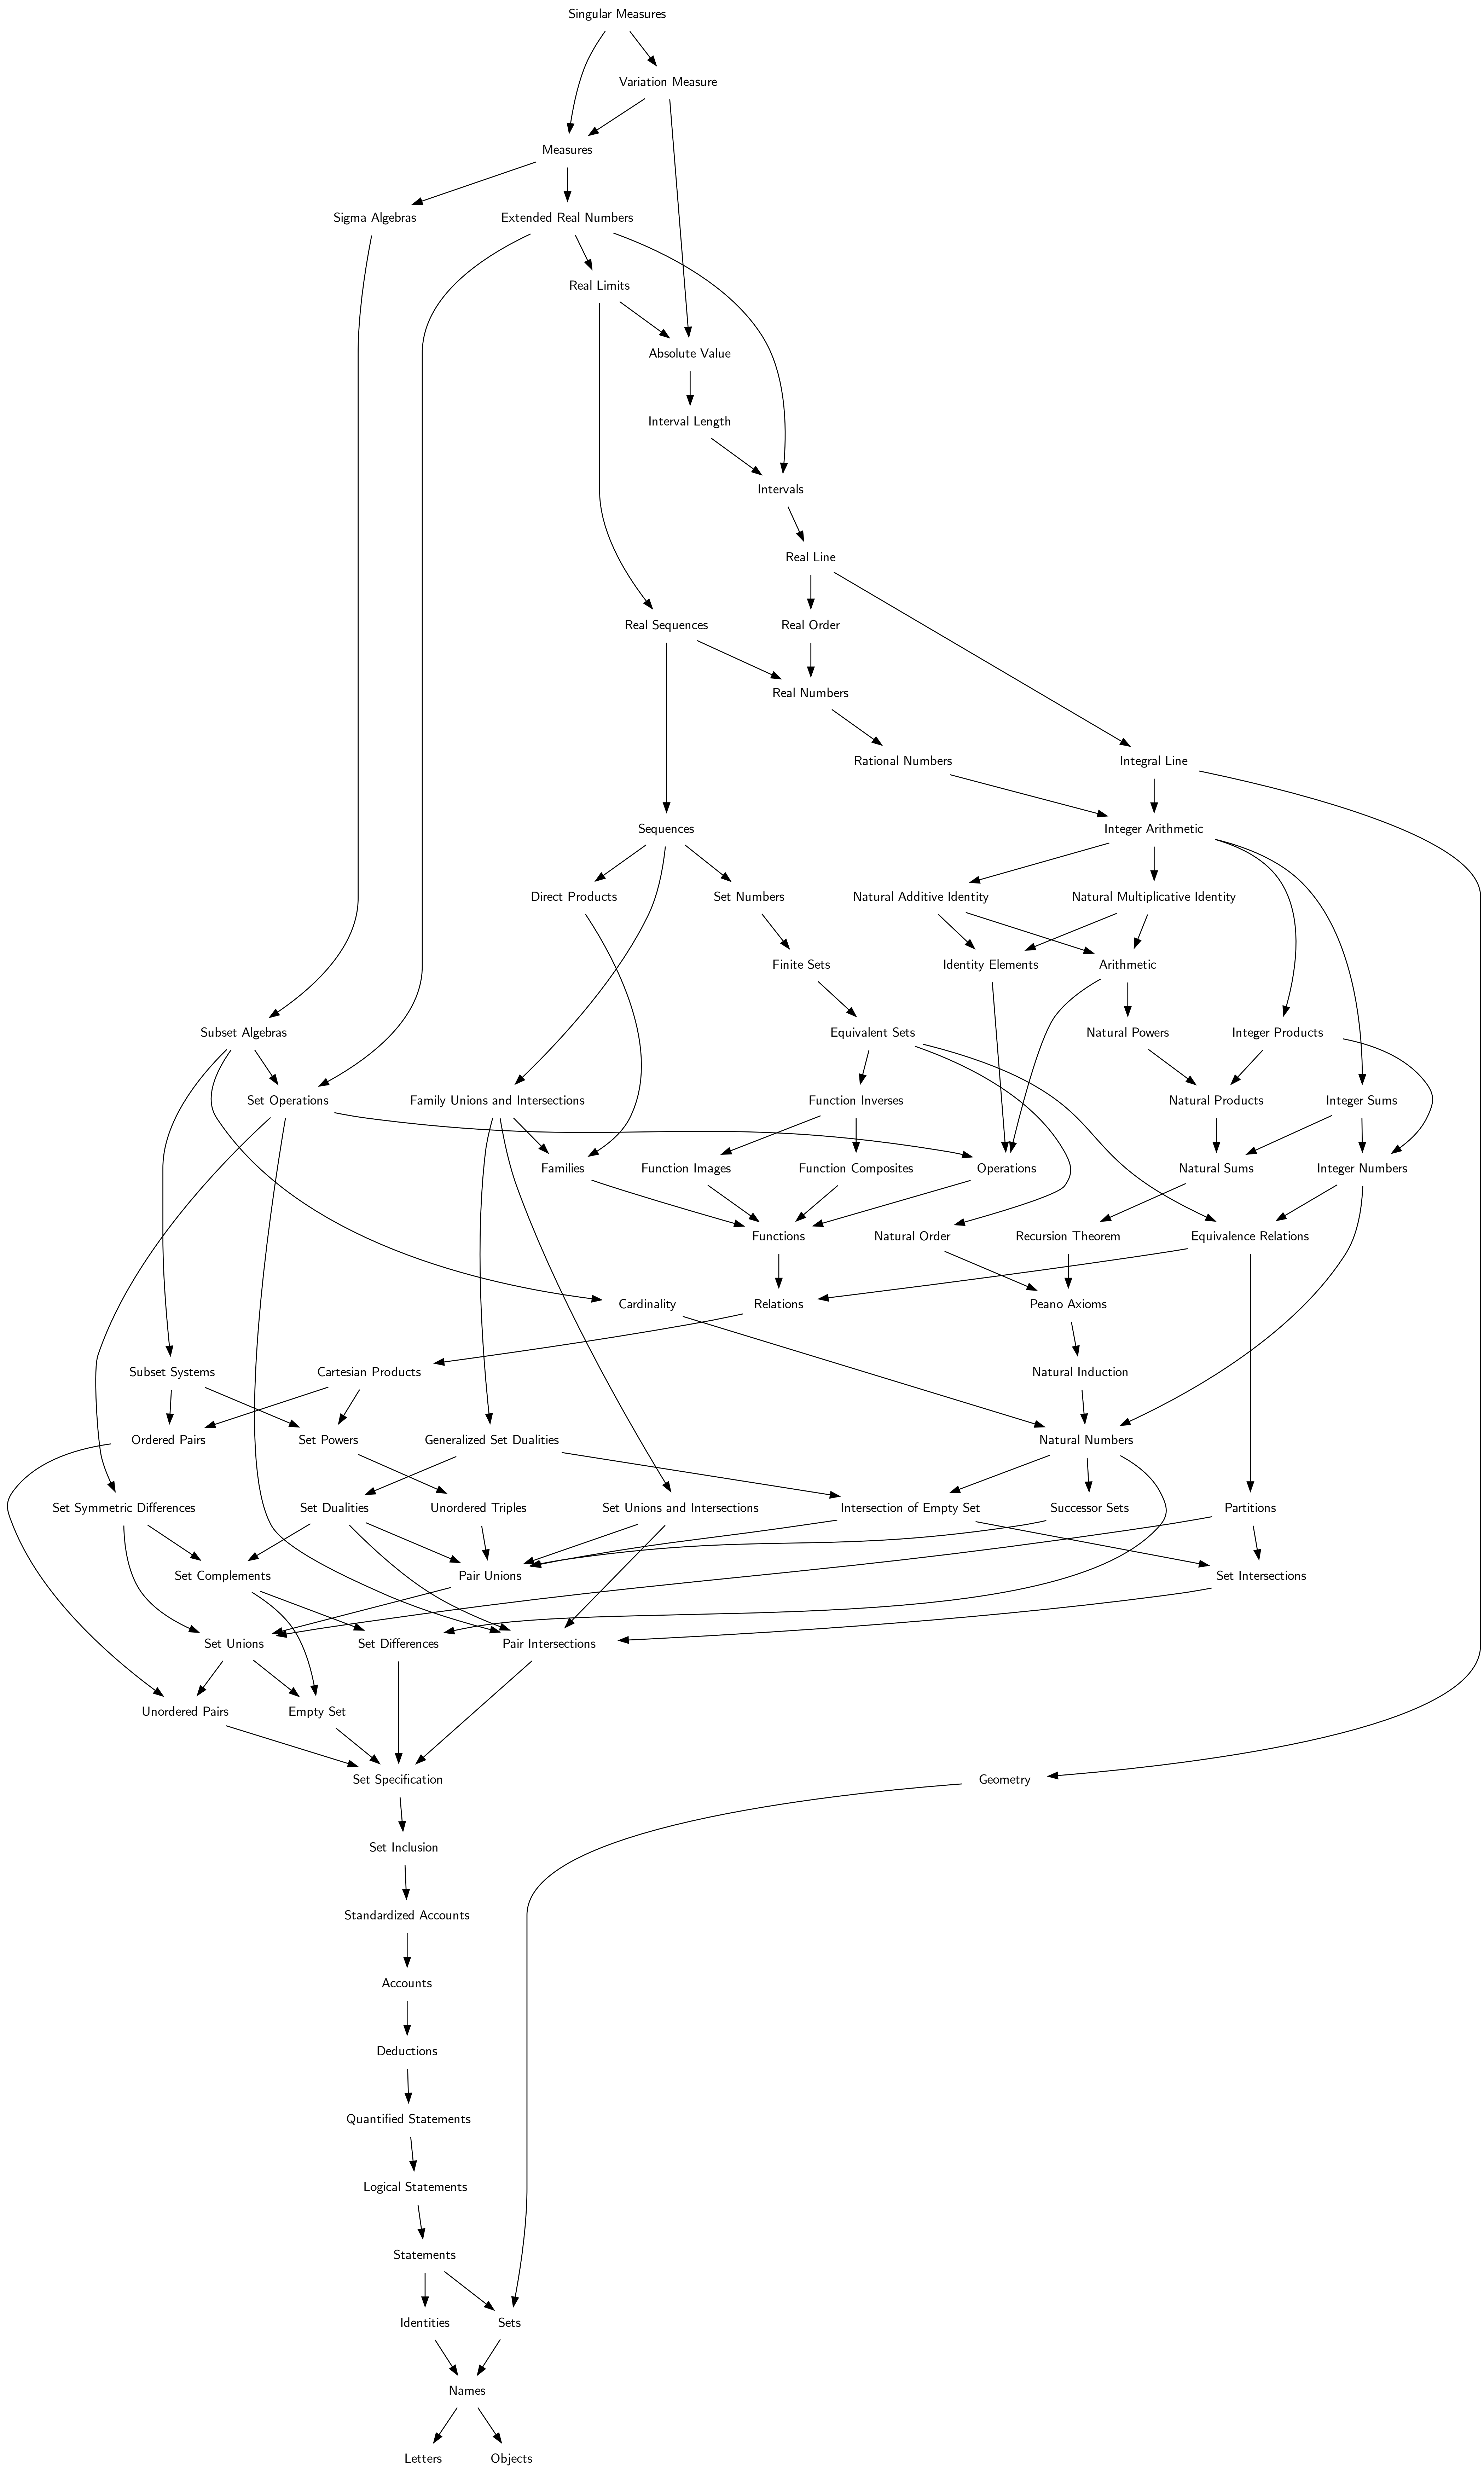 Singular Measures
Variation Measure
Measures
Sigma Algebras
Extended Real Numbers
Real Limits
Absolute Value
Interval Length
Intervals
Real Line
Real Sequences
Real Order
Real Numbers
Rational Numbers
Integral Line
Sequences
Integer Arithmetic
Direct Products
Set Numbers
Natural Additive Identity
Natural Multiplicative Identity
Finite Sets
Identity Elements
Arithmetic
Subset Algebras
Equivalent Sets
Natural Powers
Integer Products
Set Operations
Family Unions and Intersections
Function Inverses
Natural Products
Integer Sums
Families
Function Images
Function Composites
Operations
Natural Sums
Integer Numbers
Functions
Natural Order
Recursion Theorem
Equivalence Relations
Cardinality
Relations
Peano Axioms
Subset Systems
Cartesian Products
Natural Induction
Ordered Pairs
Set Powers
Generalized Set Dualities
Natural Numbers
Set Symmetric Differences
Set Dualities
Unordered Triples
Set Unions and Intersections
Intersection of Empty Set
Successor Sets
Partitions
Set Complements
Pair Unions
Set Intersections
Set Unions
Set Differences
Pair Intersections
Unordered Pairs
Empty Set
Set Specification
Geometry
Set Inclusion
Standardized Accounts
Accounts
Deductions
Quantified Statements
Logical Statements
Statements
Identities
Sets
Names
Letters
Objects